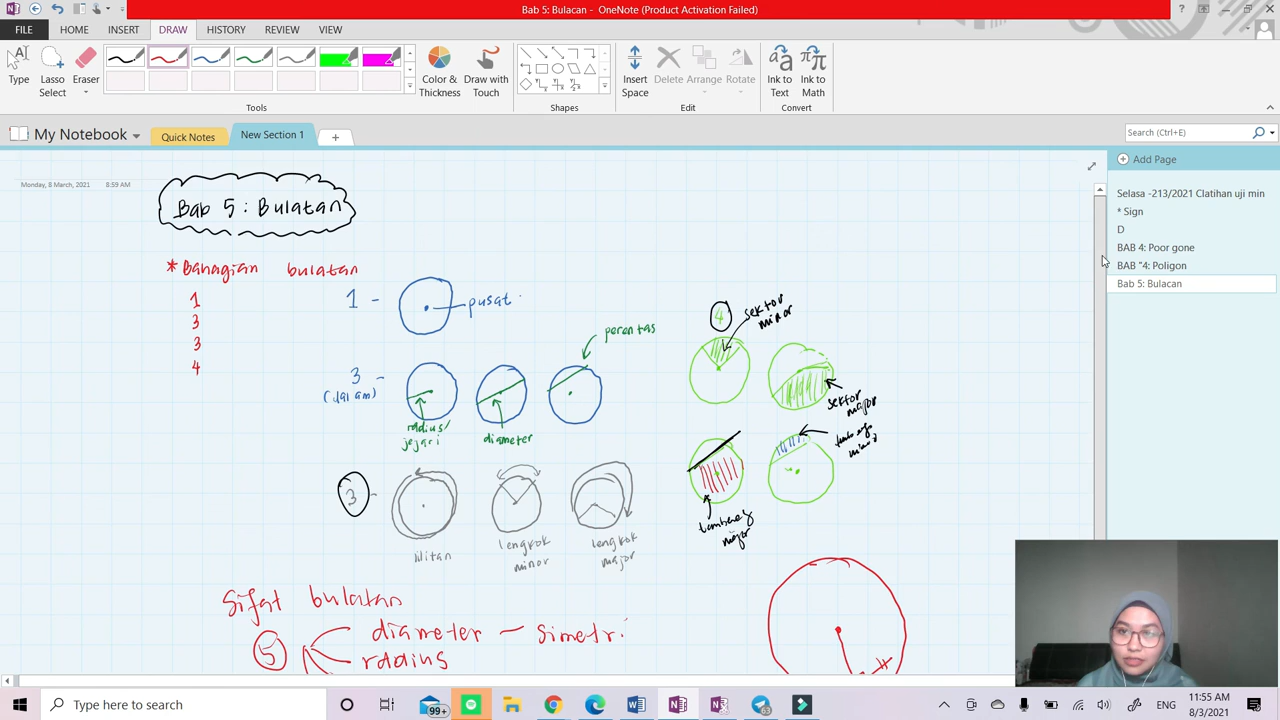 Bab 5: Bulacan - OneNote (Product Activation Failed)
FILE HOME INSERT DRAW HISTORY REVIEW VIEW
Type
Lasso Select
Eraser
Color & Thickness
Draw with Touch
Insert Space
Delete
Arrange
Rotate
Ink to Text
Ink to Math
Tools
Shapes
Edit
Convert
My Notebook
Quick Notes
New Section 1
Search (Ctrl+E)
Add Page
Selasa -213/2021 Clatihan uji min
* Sign
D
BAB 4: Poor gone
BAB "4: Poligon
Bab 5: Bulacan
Monday, 8 March, 2021 8:59 AM
Bab 5: Bulatan
* Bahagian bulatan
1
3
3
4
1 -
pusat
3 -
(dalam)
radius/
jejari
diameter
perentas
3 -
lilitan
lengkok
minor
lengkok
major
4
sektor
minor
sektor
major
tembereng
major
Sifat bulatan
5
diameter - simetri
radius
Type here to search
99+
ENG
11:55 AM
8/3/2021